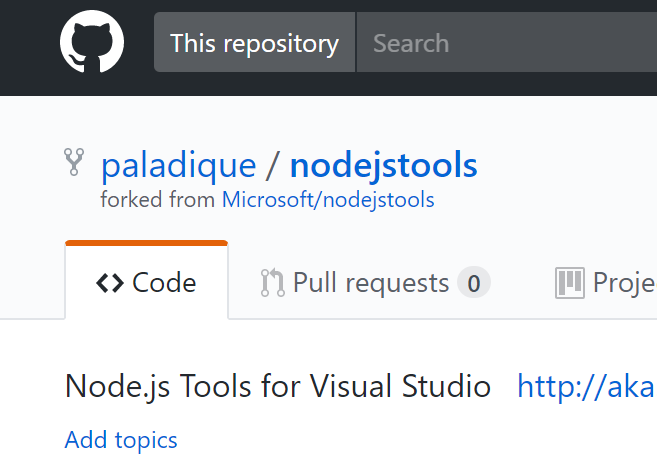 This repository Search
paladique / nodejstools
forked from Microsoft/nodejstools
<> Code Pull requests 0 Proje
Node.js Tools for Visual Studio http://aka
Add topics